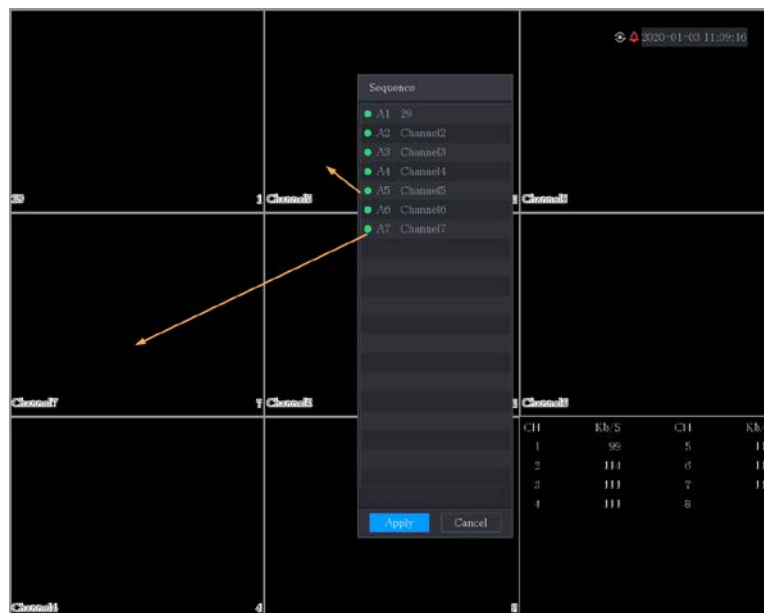 2020-01-03 11:09:16
Sequence
A1 29
A2 Channel2
A3 Channel3
A4 Channel4
A5 Channel5
A6 Channel6
A7 Channel7
29 1
Channel7
CH Kb/S CH
1 99 5
2 114 6
3 111 7
4 111 8
Apply Cancel
Channel4 4